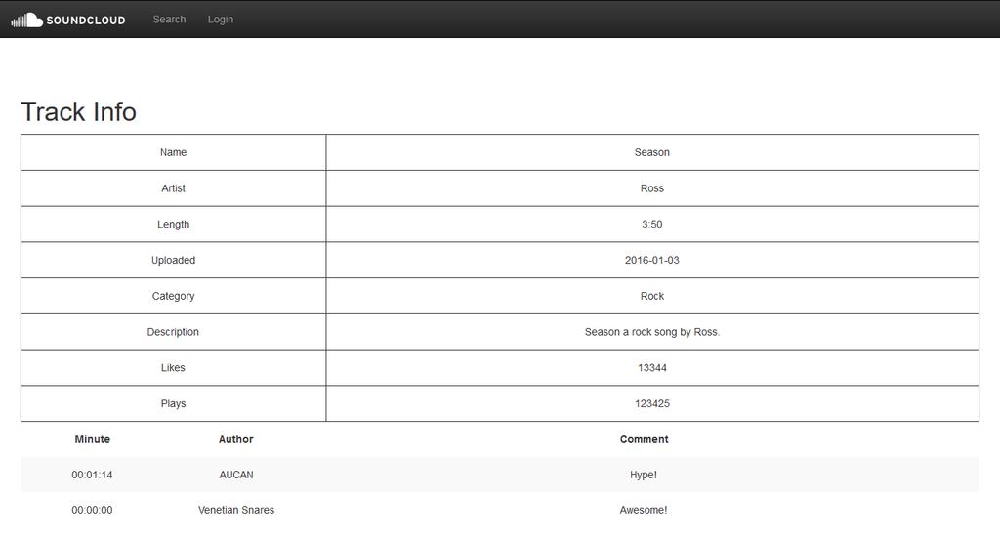 SOUNDCLOUD Search Login
Track Info
Name Season
Artist Ross
Length 3:50
Uploaded 2016-01-03
Category Rock
Description Season a rock song by Ross.
Likes 13344
Plays 123425
Minute Author Comment
00:01:14 AUCAN Hype!
00:00:00 Venetian Snares Awesome!